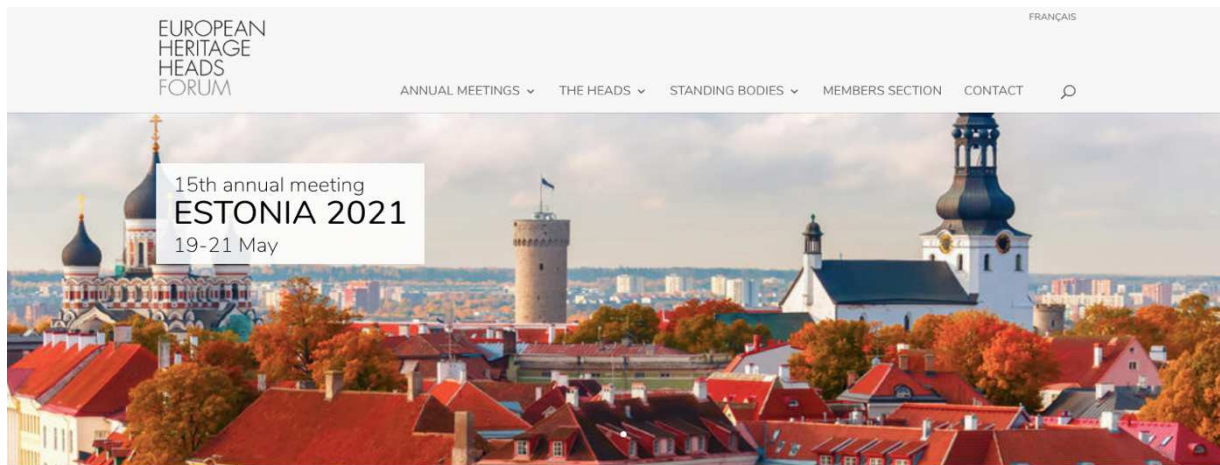 FRANÇAIS
EUROPEAN
HERITAGE
HEADS
FORUM
ANNUAL MEETINGS THE HEADS STANDING BODIES MEMBERS SECTION CONTACT
15th annual meeting
ESTONIA 2021
19-21 May